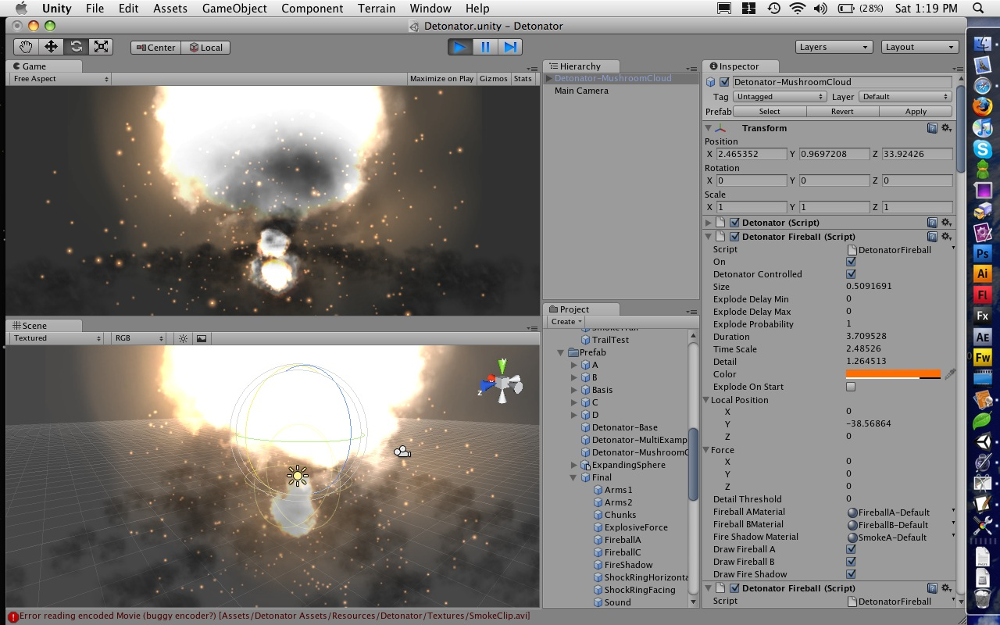 Unity File Edit Assets GameObject Component Terrain Window Help (28%) Sat 1:19 PM
Detonator.unity – Detonator
Center Local Layers Layout
Game
Free Aspect Maximize on Play Gizmos Stats
Scene
Textured RGB
y
z
Hierarchy
Detonator-MushroomCloud
Main Camera
Project
Create
TrailTest
Prefab
A
B
Basis
C
D
Detonator-Base
Detonator-MultiExamp
Detonator-MushroomC
ExpandingSphere
Final
Arms1
Arms2
Chunks
ExplosiveForce
FireballA
FireballC
FireShadow
ShockRingHorizonta
ShockRingFacing
Sound
Inspector
Detonator-MushroomCloud
Tag Untagged Layer Default
Prefab Select Revert Apply
Transform
Position
X 2.465352 Y 0.9697208 Z 33.92426
Rotation
X 0 Y 0 Z 0
Scale
X 1 Y 1 Z 1
Detonator (Script)
Detonator Fireball (Script)
Script DetonatorFireball
On
Detonator Controlled
Size 0.5091691
Explode Delay Min 0
Explode Delay Max 0
Explode Probability 1
Duration 3.709528
Time Scale 2.48526
Detail 1.264513
Color
Explode On Start
Local Position
X 0
Y -38.56864
Z 0
Force
X 0
Y 0
Z 0
Detail Threshold 0
Fireball AMaterial FireballA-Default
Fireball BMaterial FireballB-Default
Fire Shadow Material SmokeA-Default
Draw Fireball A
Draw Fireball B
Draw Fire Shadow
Detonator Fireball (Script)
Script DetonatorFireball
Ps
Ai
Fl
Fx
AE
Fw
Error reading encoded Movie (buggy encoder?) [Assets/Detonator Assets/Resources/Detonator/Textures/SmokeClip.avi]